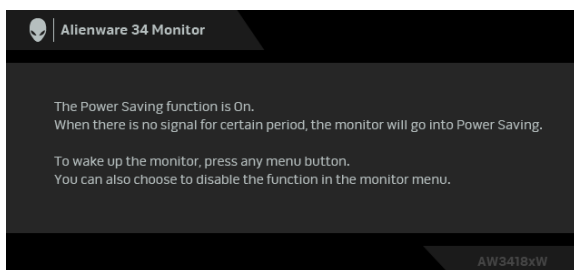 Alienware 34 Monitor
The Power Saving function is On.
When there is no signal for certain period, the monitor will go into Power Saving.
To wake up the monitor, press any menu button.
You can also choose to disable the function in the monitor menu.
AW3418xW